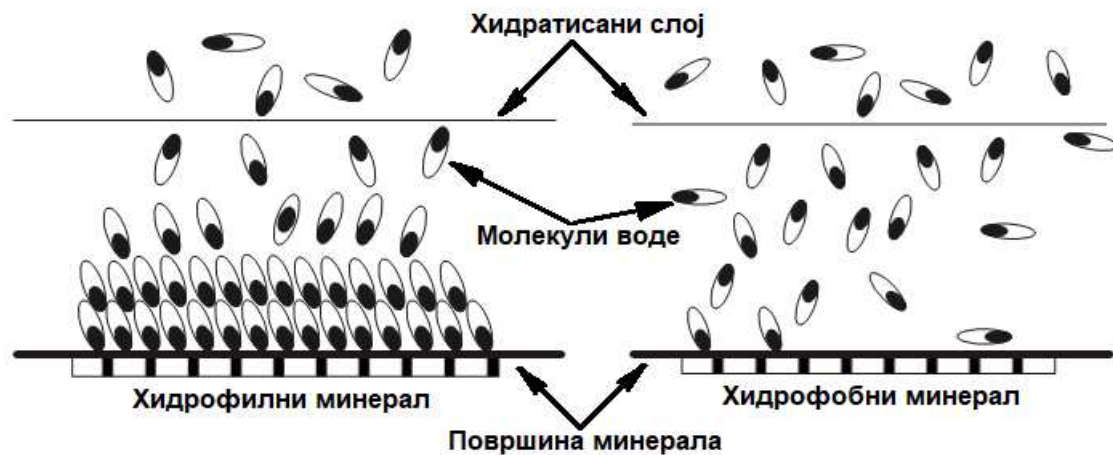 Хидратисани слој
Молекули воде
Хидрофилни минерал
Хидрофобни минерал
Површина минерала